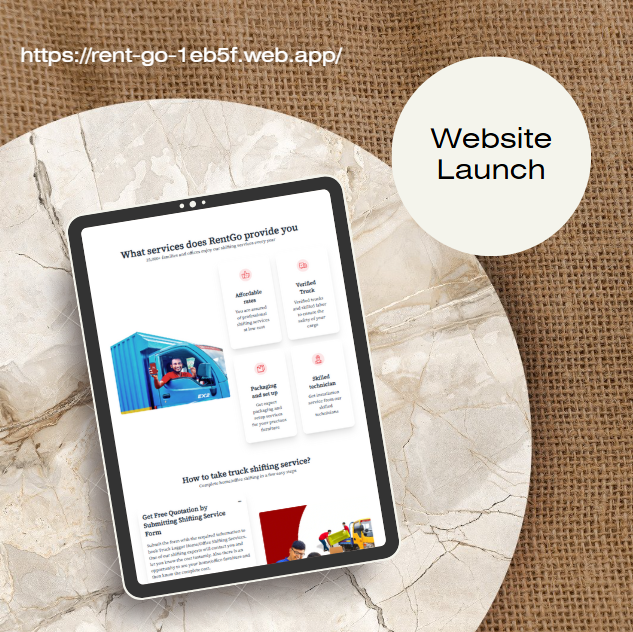 https://rent-go-1eb5f.web.app/
Website
Launch
What services does RentGo provide you
25,000+ families and offices enjoy our shifting services every year
Affordable
rates
You are assured
of professional
shifting services
at low cost
Verified
Truck
Verified trucks
and skilled labor
to ensure the
safety of your
cargo
Packaging
and set up
Get expert
packaging and
setup services
for your precious
furniture
Skilled
technician
Get installation
service from our
skilled
technicians
EXE
How to take truck shifting service?
Complete home/office shifting in a few easy steps
Get Free Quotation by
Submitting Shifting Service
Form
Submit the form with the required information to
book Truck Lagger Home/Office Shifting Services.
One of our shifting experts will contact you and
let you know the cost instantly. Also there is an
opportunity to see your home/office furniture and
then know the complete cost.